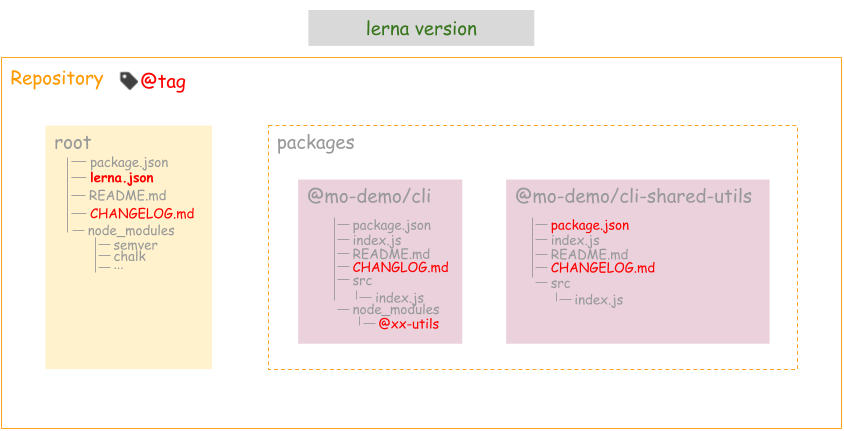 lerna version
Repository @tag
root
package.json
lerna.json
README.md
CHANGELOG.md
node_modules
semver
chalk
...
packages
@mo-demo/cli
package.json
index.js
README.md
CHANGLOG.md
src
index.js
node_modules
@xx-utils
@mo-demo/cli-shared-utils
package.json
index.js
README.md
CHANGELOG.md
src
index.js